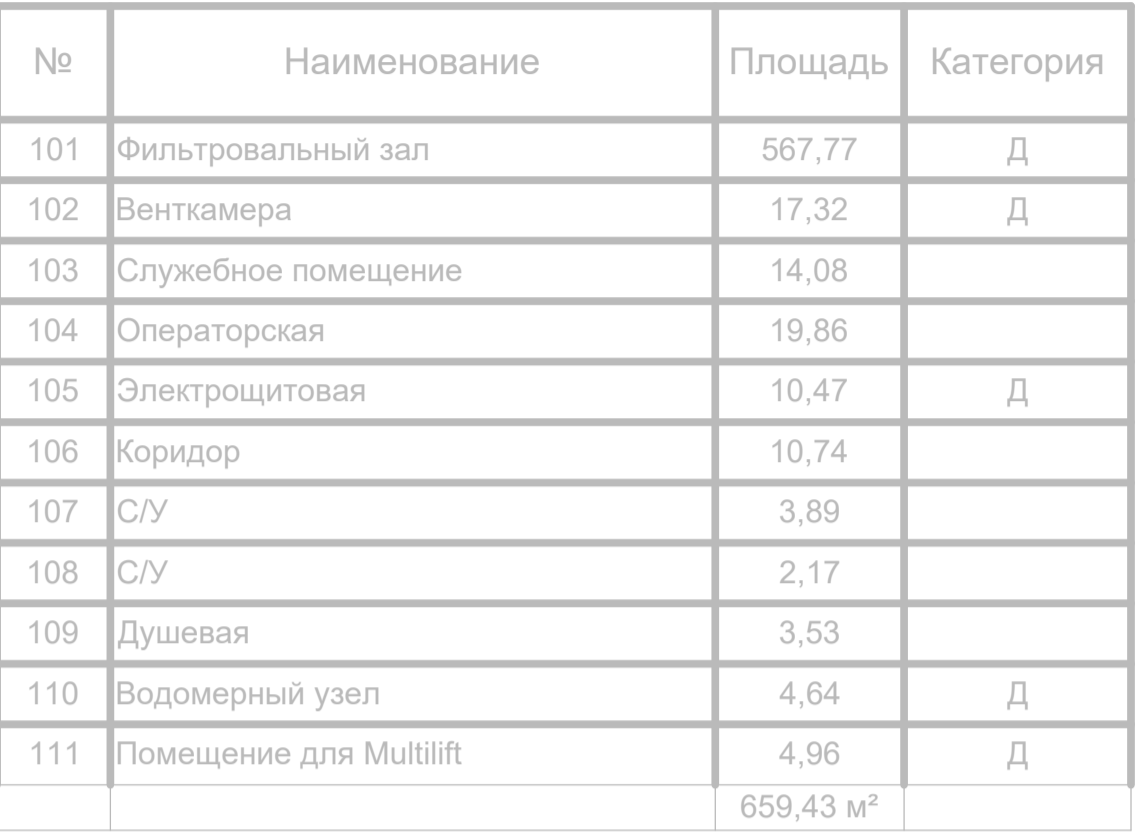 № Наименование Площадь Категория
101 Фильтровальный зал 567,77 Д
102 Венткамера 17,32 Д
103 Служебное помещение 14,08
104 Операторская 19,86
105 Электрощитовая 10,47 Д
106 Коридор 10,74
107 С/У 3,89
108 С/У 2,17
109 Душевая 3,53
110 Водомерный узел 4,64 Д
111 Помещение для Multilift 4,96 Д
659,43 м²